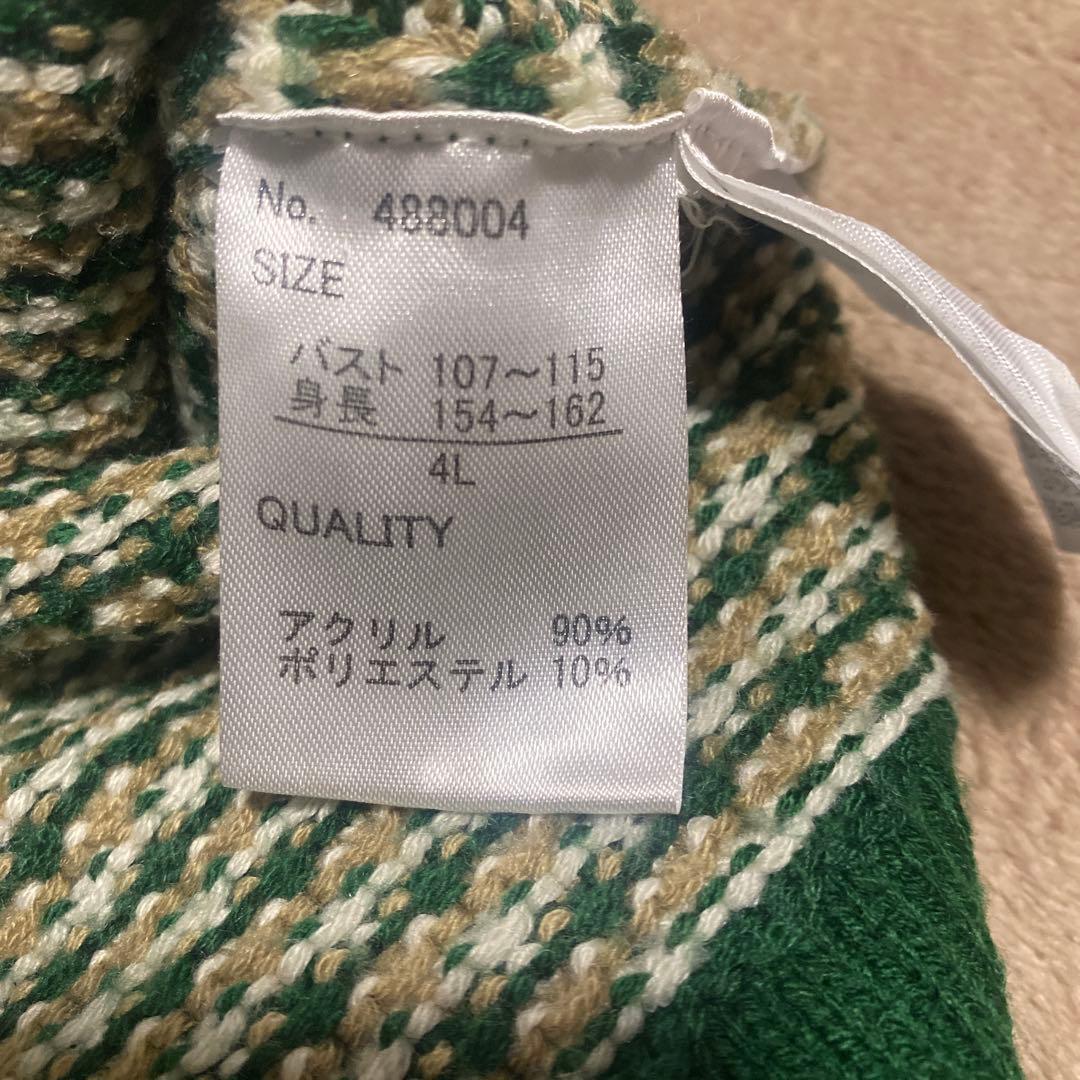 No. 488004
SIZE
バスト 107〜115
身長 154〜162
4L
QUALITY
アクリル 90%
ポリエステル 10%